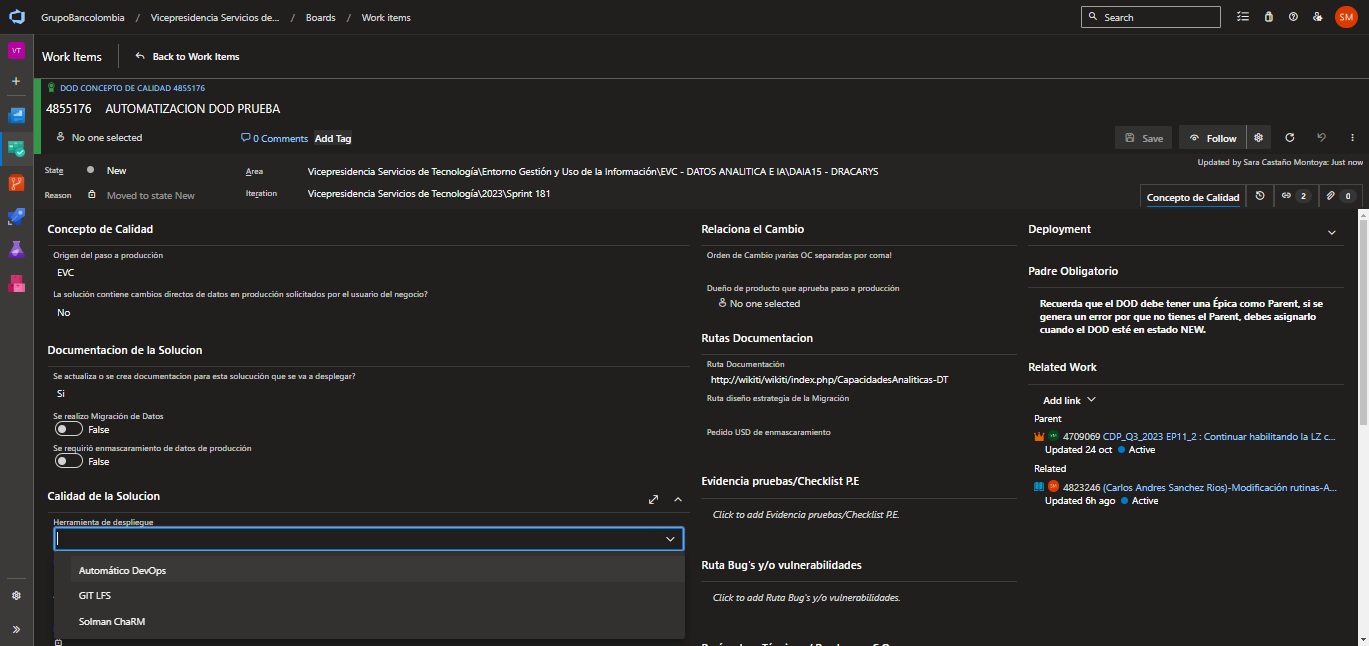 GrupoBancolombia / Vicepresidencia Servicios de... / Boards / Work items
Search
SM
VT
Work Items
Back to Work Items
DOD CONCEPTO DE CALIDAD 4855176
4855176 AUTOMATIZACION DOD PRUEBA
No one selected
0 Comments
Add Tag
Save
Follow
Updated by Sara Castaño Montoya: Just now
State New
Area Vicepresidencia Servicios de Tecnología\Entorno Gestión y Uso de la Información\EVC - DATOS ANALITICA E IA\DAIA15 - DRACARYS
Reason Moved to state New
Iteration Vicepresidencia Servicios de Tecnología\2023\Sprint 181
Concepto de Calidad
2
0
Concepto de Calidad
Origen del paso a producción
EVC
La solución contiene cambios directos de datos en producción solicitados por el usuario del negocio?
No
Documentacion de la Solucion
Se actualiza o se crea documentacion para esta solucución que se va a desplegar?
Si
Se realizo Migración de Datos
False
Se requirió enmascaramiento de datos de producción
False
Calidad de la Solucion
Herramienta de despliegue
Automático DevOps
GIT LFS
Solman ChaRM
Relaciona el Cambio
Orden de Cambio ¡varias OC separadas por coma!
Dueño de producto que aprueba paso a producción
No one selected
Rutas Documentacion
Ruta Documentación
http://wikiti/wikiti/index.php/CapacidadesAnaliticas-DT
Ruta diseño estrategia de la Migración
Pedido USD de enmascaramiento
Evidencia pruebas/Checklist P.E
Click to add Evidencia pruebas/Checklist P.E.
Ruta Bug's y/o vulnerabilidades
Click to add Ruta Bug's y/o vulnerabilidades.
Deployment
Padre Obligatorio
Recuerda que el DOD debe tener una Épica como Parent, si se
genera un error por que no tienes el Parent, debes asignarlo
cuando el DOD esté en estado NEW.
Related Work
Add link
Parent
4709069 CDP_Q3_2023 EP11_2 : Continuar habilitando la LZ c...
Updated 24 oct Active
Related
4823246 (Carlos Andres Sanchez Rios)-Modificación rutinas-A...
Updated 6h ago Active